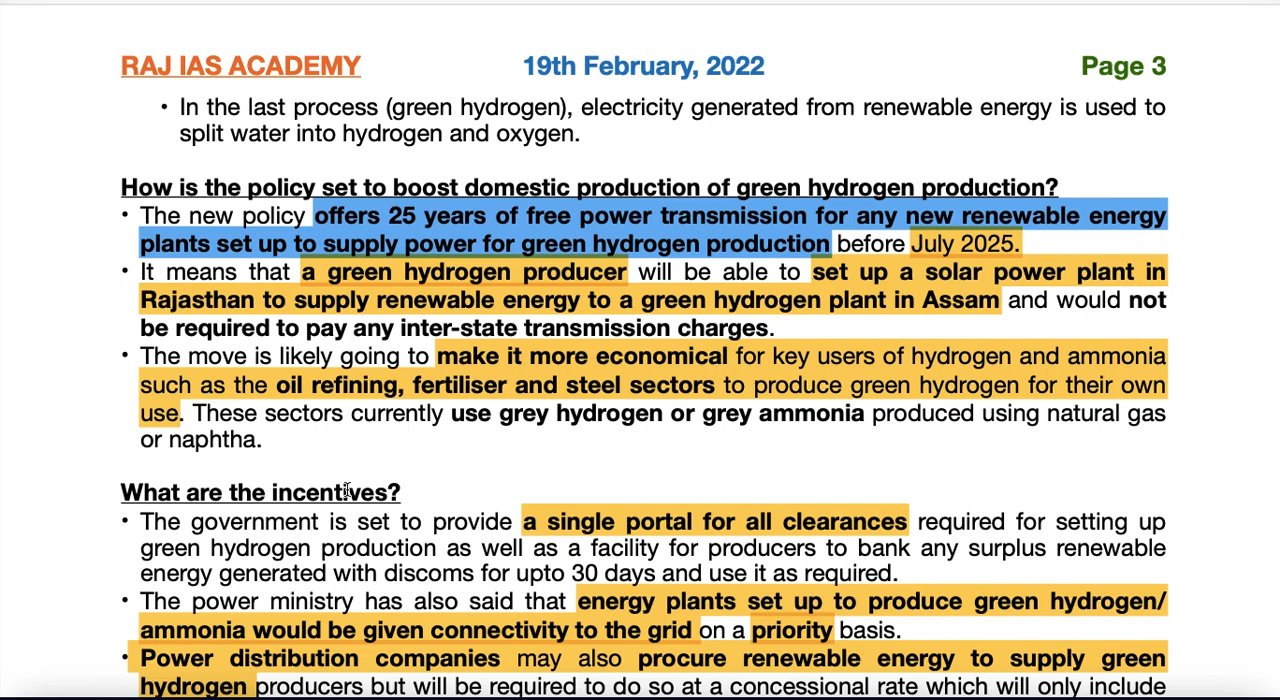 RAJ IAS ACADEMY 19th February, 2022 Page 3
• In the last process (green hydrogen), electricity generated from renewable energy is used to
split water into hydrogen and oxygen.
How is the policy set to boost domestic production of green hydrogen production?
• The new policy offers 25 years of free power transmission for any new renewable energy
plants set up to supply power for green hydrogen production before July 2025.
• It means that a green hydrogen producer will be able to set up a solar power plant in
Rajasthan to supply renewable energy to a green hydrogen plant in Assam and would not
be required to pay any inter-state transmission charges.
• The move is likely going to make it more economical for key users of hydrogen and ammonia
such as the oil refining, fertiliser and steel sectors to produce green hydrogen for their own
use. These sectors currently use grey hydrogen or grey ammonia produced using natural gas
or naphtha.
What are the incentives?
• The government is set to provide a single portal for all clearances required for setting up
green hydrogen production as well as a facility for producers to bank any surplus renewable
energy generated with discoms for upto 30 days and use it as required.
• The power ministry has also said that energy plants set up to produce green hydrogen/
ammonia would be given connectivity to the grid on a priority basis.
• Power distribution companies may also procure renewable energy to supply green
hydrogen producers but will be required to do so at a concessional rate which will only include